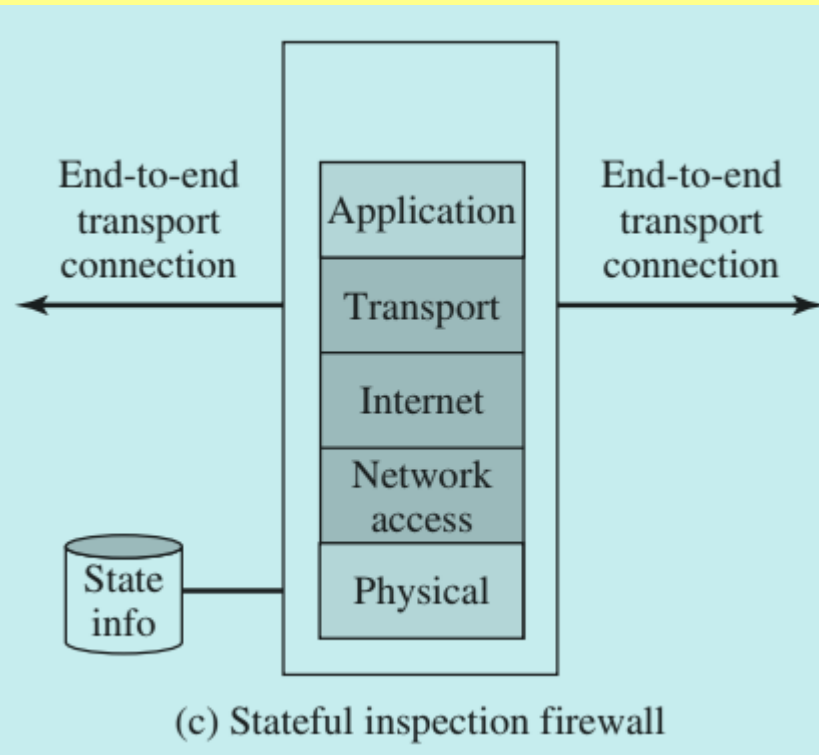 End-to-end
transport
connection
End-to-end
transport
connection
Application
Transport
Internet
Network
access
Physical
State
info
(c) Stateful inspection firewall